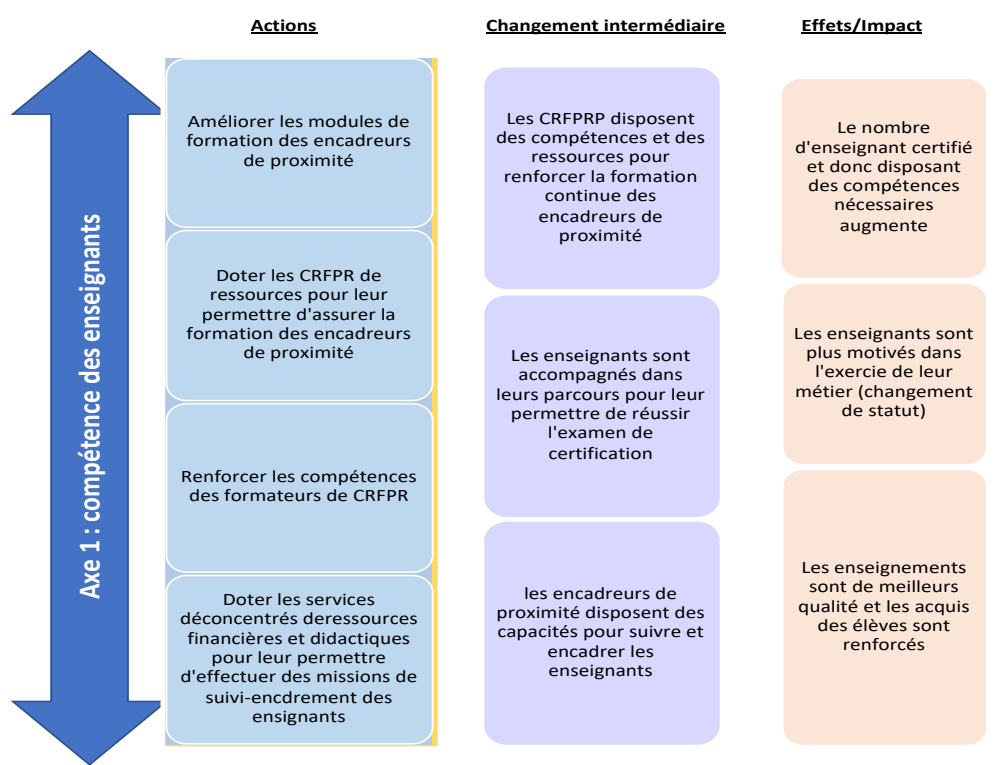 Actions
Changement intermédiaire
Effets/Impact
Axe 1 : compétence des enseignants
Améliorer les modules de
formation des encadreurs
de proximité
Doter les CRFPR de
ressources pour leur
permettre d'assurer la
formation des encadreurs
de proximité
Renforcer les compétences
des formateurs de CRFPR
Doter les services
déconcentrés deressources
financières et didactiques
pour leur permettre
d'effectuer des missions de
suivi-encdrement des
ensignants
Les CRFPRP disposent
des compétences et des
ressources pour
renforcer la formation
continue des
encadreurs de
proximité
Les enseignants sont
accompagnés dans
leurs parcours pour leur
permettre de réussir
l'examen de
certification
les encadreurs de
proximité disposent des
capacités pour suivre et
encadrer les
enseignants
Le nombre
d'enseignant certifié
et donc disposant
des compétences
nécessaires
augmente
Les enseignants sont
plus motivés dans
l'exercie de leur
métier (changement
de statut)
Les enseignements
sont de meilleurs
qualité et les acquis
des élèves sont
renforcés